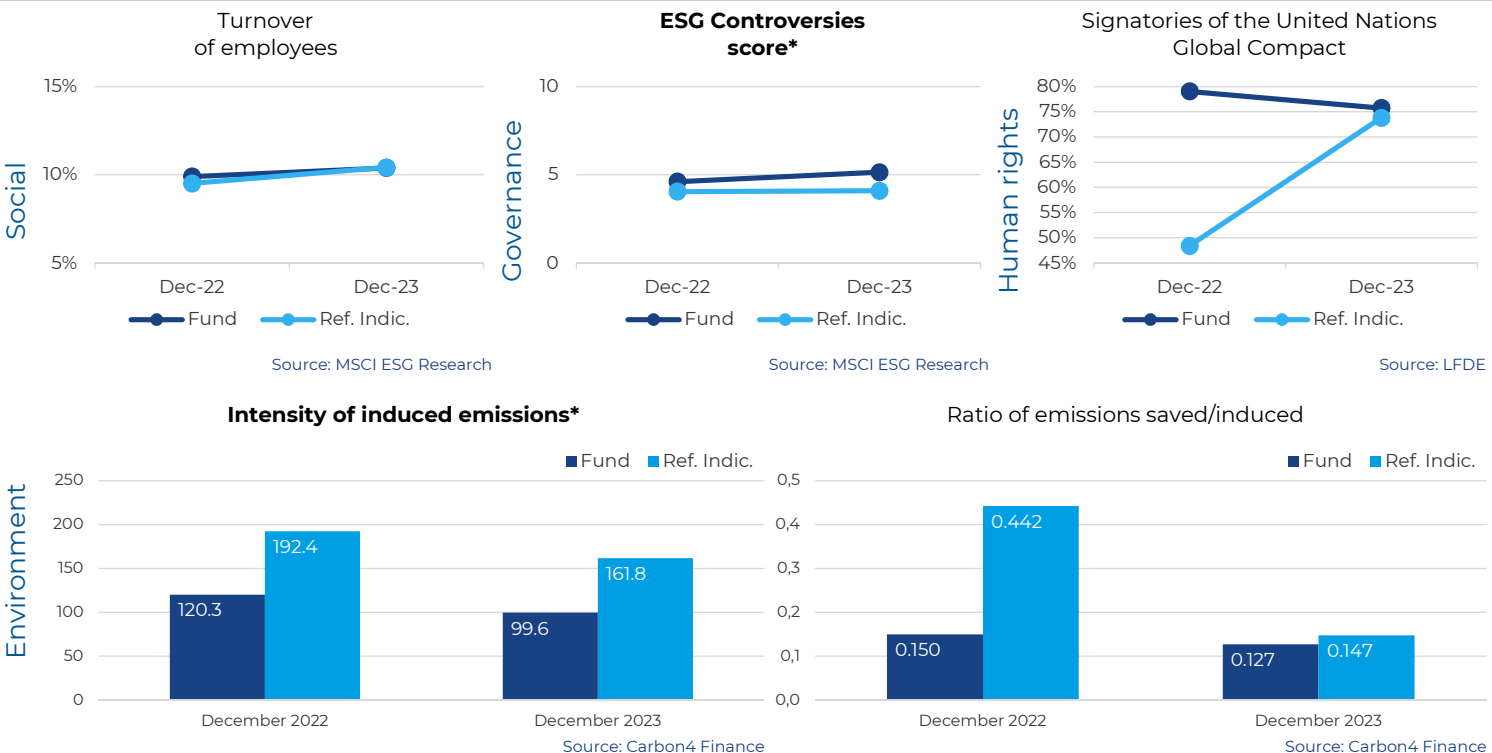 Turnover
of employees
15%
10%
5%
Social
Dec-22
Dec-23
Fund
Ref. Indic.
Source: MSCI ESG Research
ESG Controversies
score*
10
5
0
Governance
Dec-22
Dec-23
Fund
Ref. Indic.
Source: MSCI ESG Research
Signatories of the United Nations
Global Compact
80%
75%
70%
65%
60%
55%
50%
45%
Human rights
Dec-22
Dec-23
Fund
Ref. Indic.
Source: LFDE
Intensity of induced emissions*
Fund
Ref. Indic.
250
200
150
100
50
0
Environment
120.3
192.4
99.6
161.8
December 2022
December 2023
Source: Carbon4 Finance
Ratio of emissions saved/induced
Fund
Ref. Indic.
0,5
0,4
0,3
0,2
0,1
0,0
0.150
0.442
0.127
0.147
December 2022
December 2023
Source: Carbon4 Finance